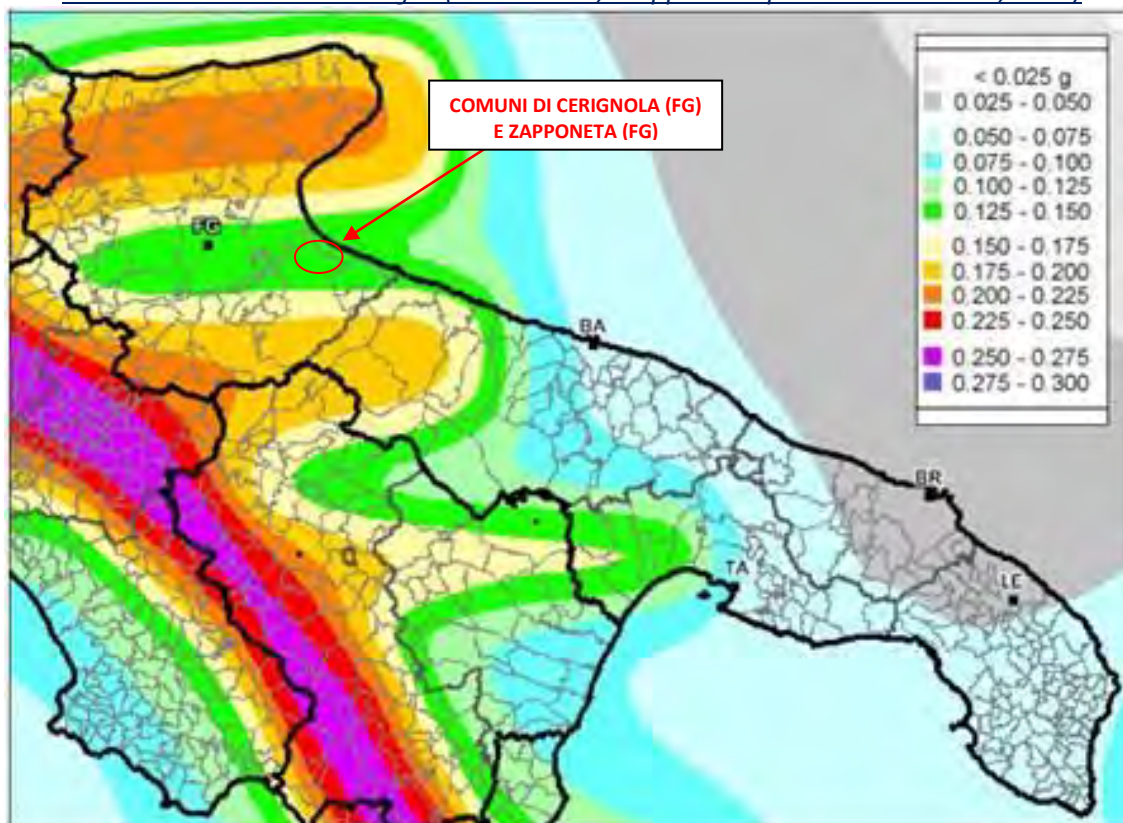 COMUNI DI CERIGNOLA (FG)
E ZAPPONETA (FG)
< 0.025 g
0.025 - 0.050
0.050 - 0.075
0.075 - 0.100
0.100 - 0.125
0.125 - 0.150
0.150 - 0.175
0.175 - 0.200
0.200 - 0.225
0.225 - 0.250
0.250 - 0.275
0.275 - 0.300
FG
BA
BR
TA
LE